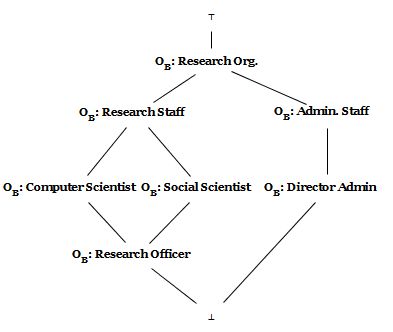 ⊤
O_B: Research Org.
O_B: Research Staff
O_B: Admin. Staff
O_B: Computer Scientist O_B: Social Scientist O_B: Director Admin
O_B: Research Officer
⊥